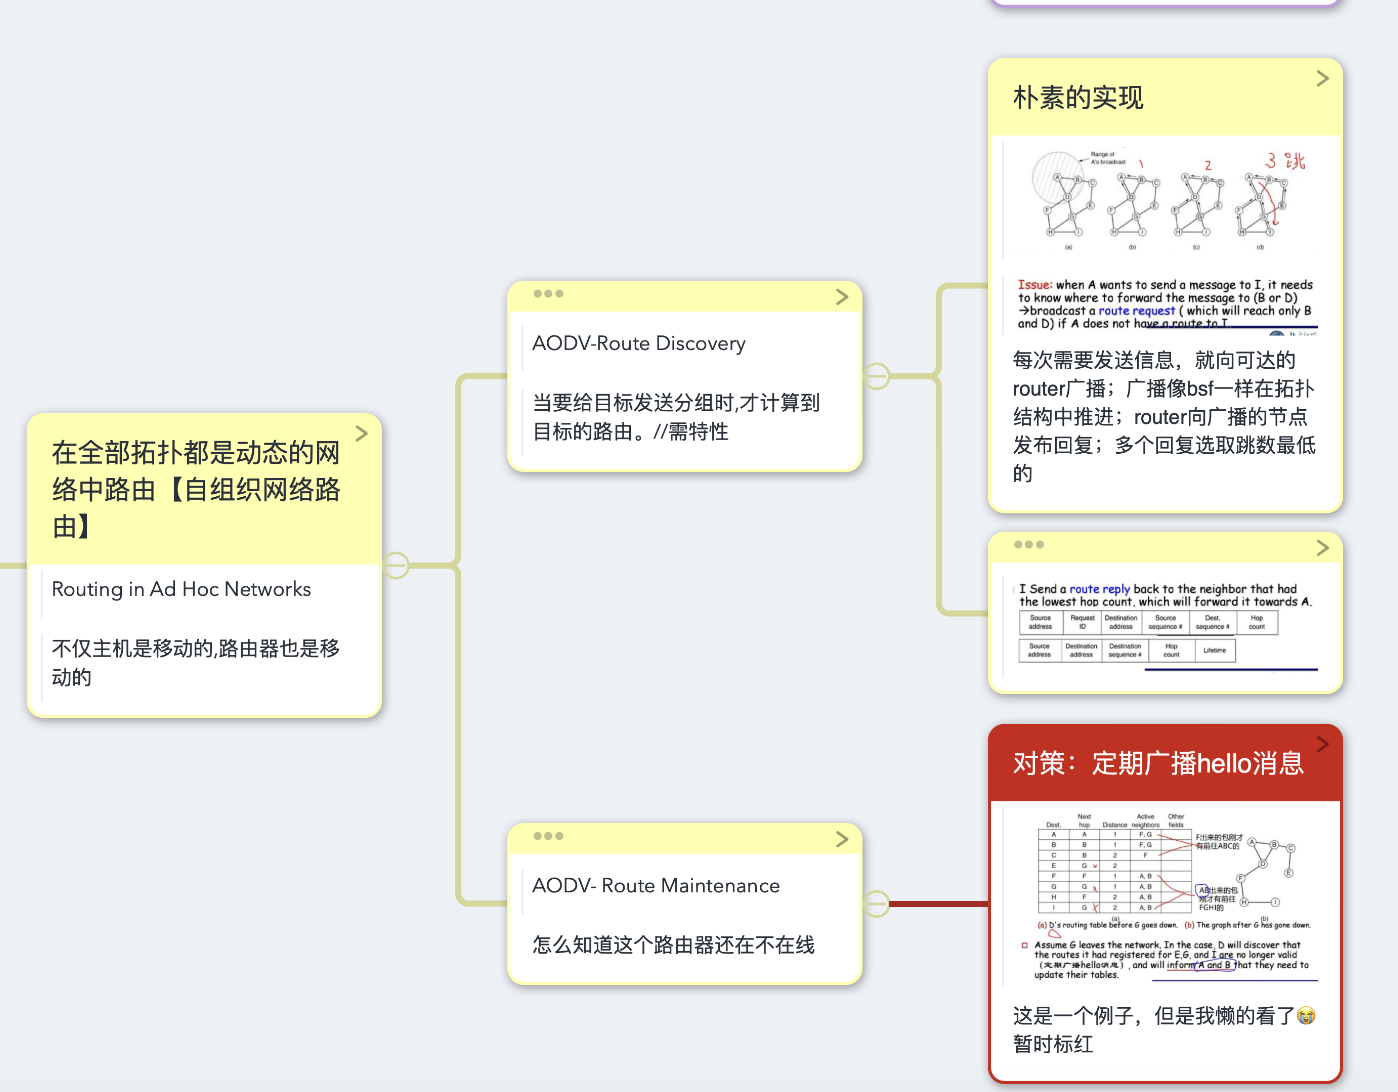 在全部拓扑都是动态的网
络中路由【自组织网络路
由】
Routing in Ad Hoc Networks
不仅主机是移动的,路由器也是移
动的
AODV-Route Discovery
当要给目标发送分组时,才计算到
目标的路由。//需特性
朴素的实现
Range of
A's broadcast
1
2
3 跳
A B C D E F G H I
A B C D E F G H I
A B C D E F G H I
A B C D E F G H I
(a) (b) (c) (d)
Issue: when A wants to send a message to I, it needs
to know where to forward the message to (B or D)
→broadcast a route request ( which will reach only B
and D) if A does not have a route to I.
每次需要发送信息，就向可达的
router广播；广播像bsf一样在拓扑
结构中推进；router向广播的节点
发布回复；多个回复选取跳数最低
的
I Send a route reply back to the neighbor that had
the lowest hop count, which will forward it towards A.
Source address Request ID Destination address Source sequence # Dest. sequence # Hop count
Source address Destination address Destination sequence # Hop count Lifetime
AODV- Route Maintenance
怎么知道这个路由器还在不在线
对策：定期广播hello消息
Dest. Next hop Distance Active neighbors Other fields
A A 1 F, G
B B 1 F, G
C B 2 F
E G 2
F F 1 A, B
G G 1 A, B
H F 2 A, B
I G 2 A, B
F出来的包刚才
有前往ABC的
AB出来的包
刚才有前往
FGHI的
A B C D E F H I
(a) (b)
(a) D's routing table before G goes down. (b) The graph after G has gone down.
Assume G leaves the network. In the case, D will discover that
the routes it had registered for E,G, and I are no longer valid
（定期广播hello消息）, and will inform A and B that they need to
update their tables.
这是一个例子，但是我懒的看了😭
暂时标红